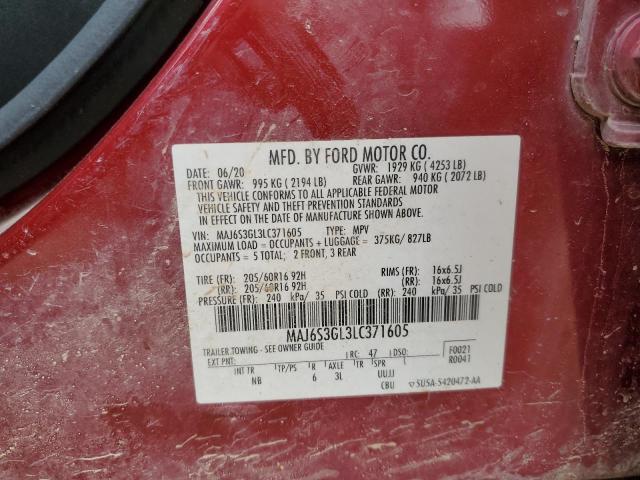 MFD. BY FORD MOTOR CO.
DATE: 06/20 GVWR: 1929 KG ( 4253 LB)
FRONT GAWR: 995 KG ( 2194 LB) REAR GAWR: 940 KG ( 2072 LB)
THIS VEHICLE CONFORMS TO ALL APPLICABLE FEDERAL MOTOR
VEHICLE SAFETY AND THEFT PREVENTION STANDARDS
IN EFFECT ON THE DATE OF MANUFACTURE SHOWN ABOVE.
VIN: MAJ6S3GL3LC371605 TYPE: MPV
MAXIMUM LOAD = OCCUPANTS + LUGGAGE = 375KG/ 827LB
OCCUPANTS = 5 TOTAL; 2 FRONT, 3 REAR
TIRE (FR): 205/60R16 92H RIMS (FR): 16x6.5J
(RR): 205/60R16 92H (RR): 16x6.5J
PRESSURE (FR): 240 kPa/ 35 PSI COLD (RR): 240 kPa/ 35 PSI COLD
MAJ6S3GL3LC371605
TRAILER TOWING - SEE OWNER GUIDE
EXT PNT: RC: 47 DSO: F0021
R0041
INT TR TP/PS R AXLE TR SPR
NB 6 3L UUJJ
CBU 5U5A-5420472-AA